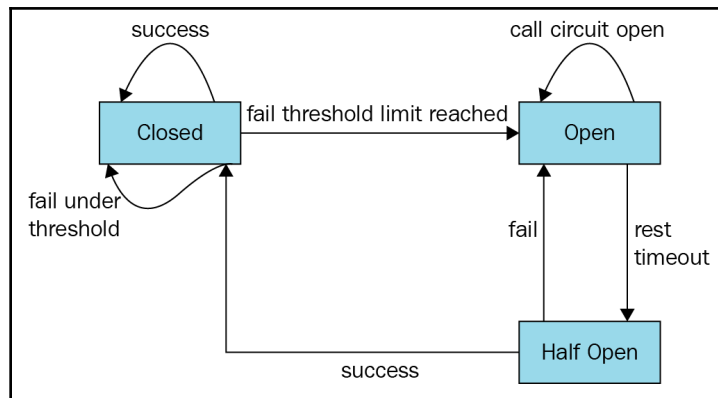 success
call circuit open
Closed
fail threshold limit reached
Open
fail under
threshold
fail
rest
timeout
Half Open
success